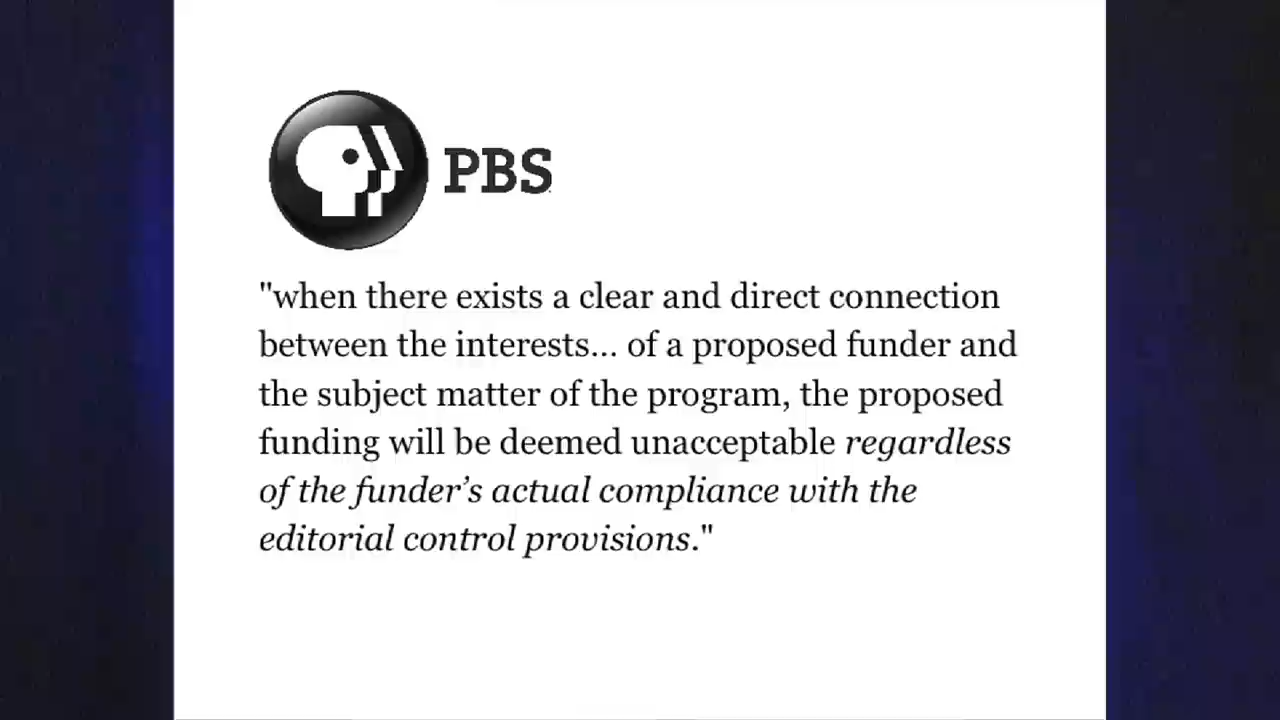 PBS
"when there exists a clear and direct connection
between the interests... of a proposed funder and
the subject matter of the program, the proposed
funding will be deemed unacceptable regardless
of the funder’s actual compliance with the
editorial control provisions."